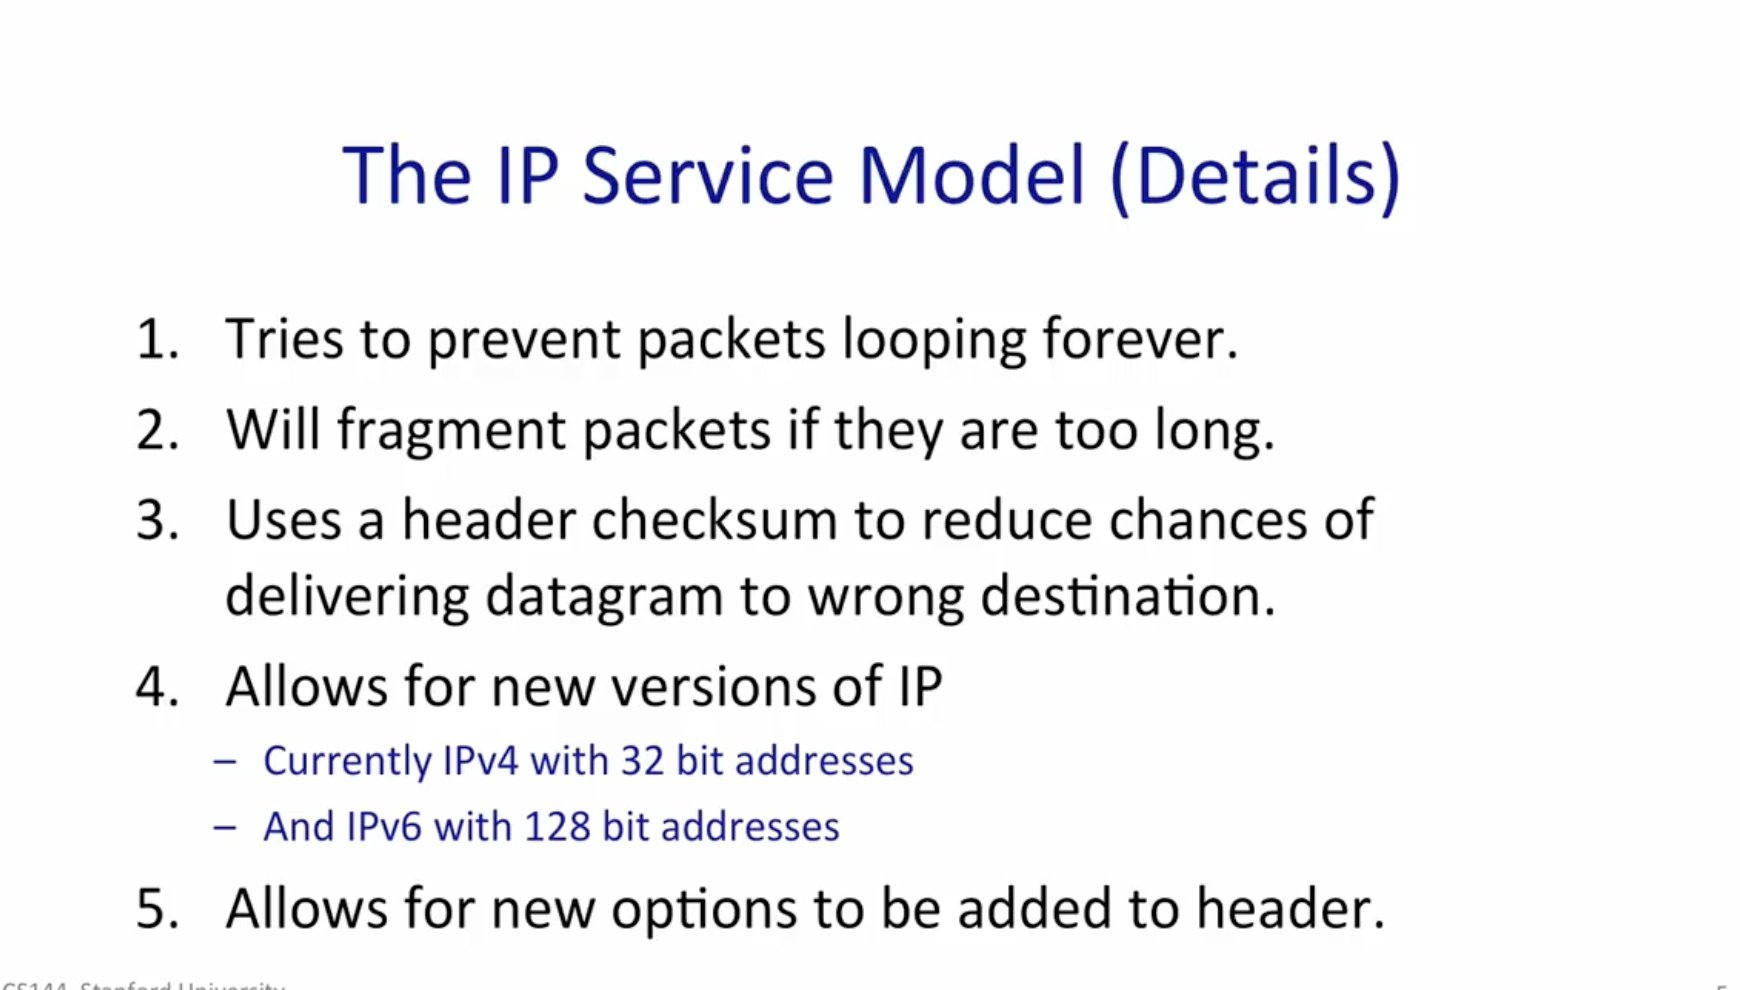 The IP Service Model (Details)
1. Tries to prevent packets looping forever.
2. Will fragment packets if they are too long.
3. Uses a header checksum to reduce chances of
delivering datagram to wrong destination.
4. Allows for new versions of IP
– Currently IPv4 with 32 bit addresses
– And IPv6 with 128 bit addresses
5. Allows for new options to be added to header.
CS144, Stanford University